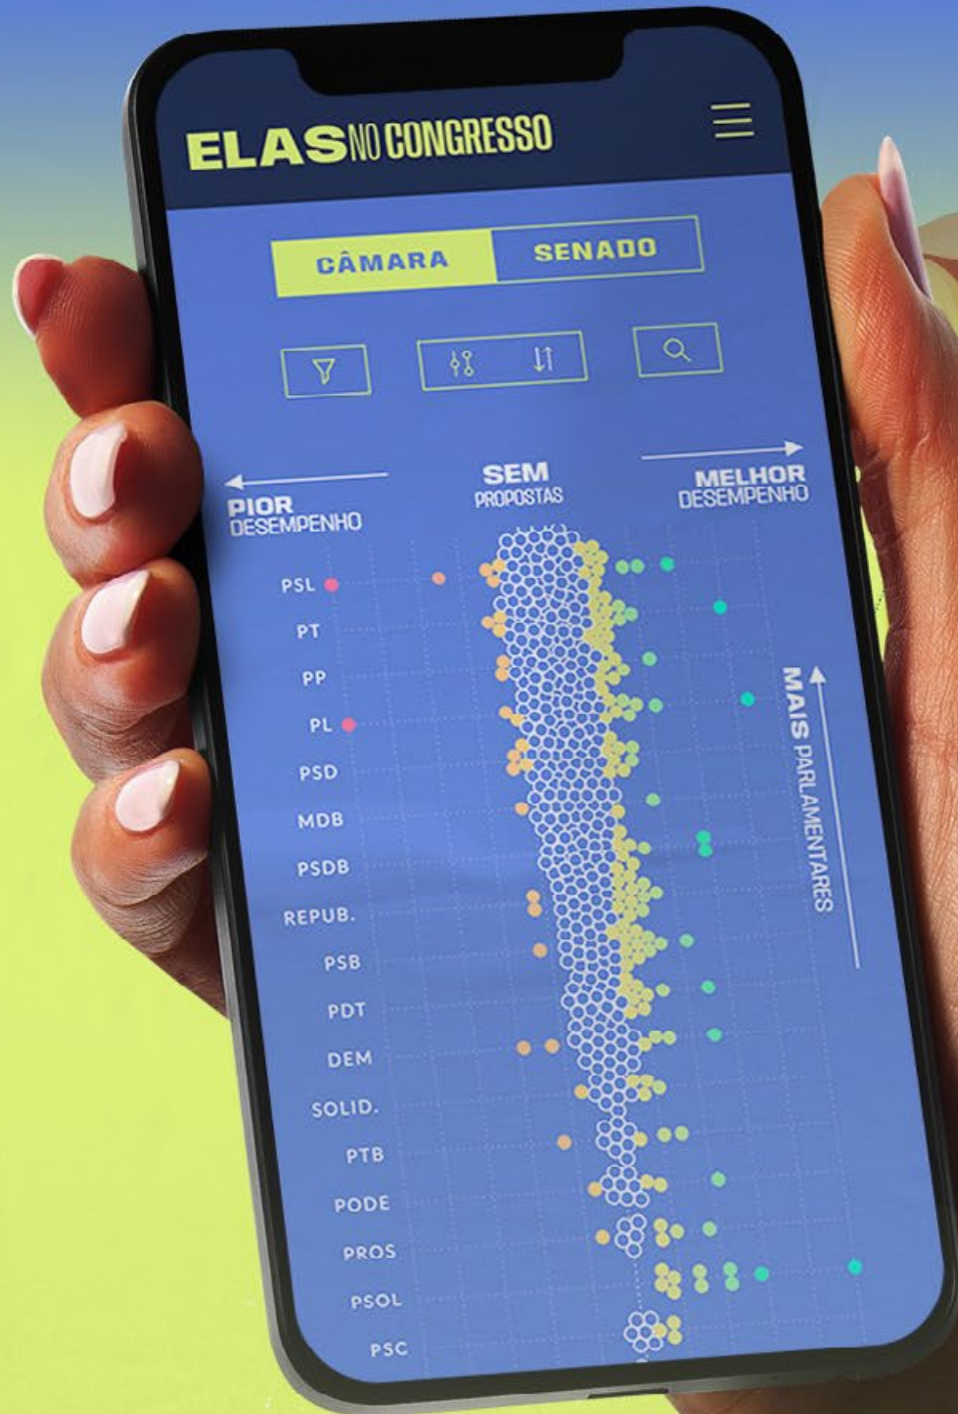 ELAS NO CONGRESSO
CÂMARA
SENADO
PIOR
DESEMPENHO
SEM
PROPOSTAS
MELHOR
DESEMPENHO
PSL
PT
PP
PL
PSD
MDB
PSDB
REPUB.
PSB
PDT
DEM
SOLID.
PTB
PODE
PROS
PSOL
PSC
MAIS PARLAMENTARES